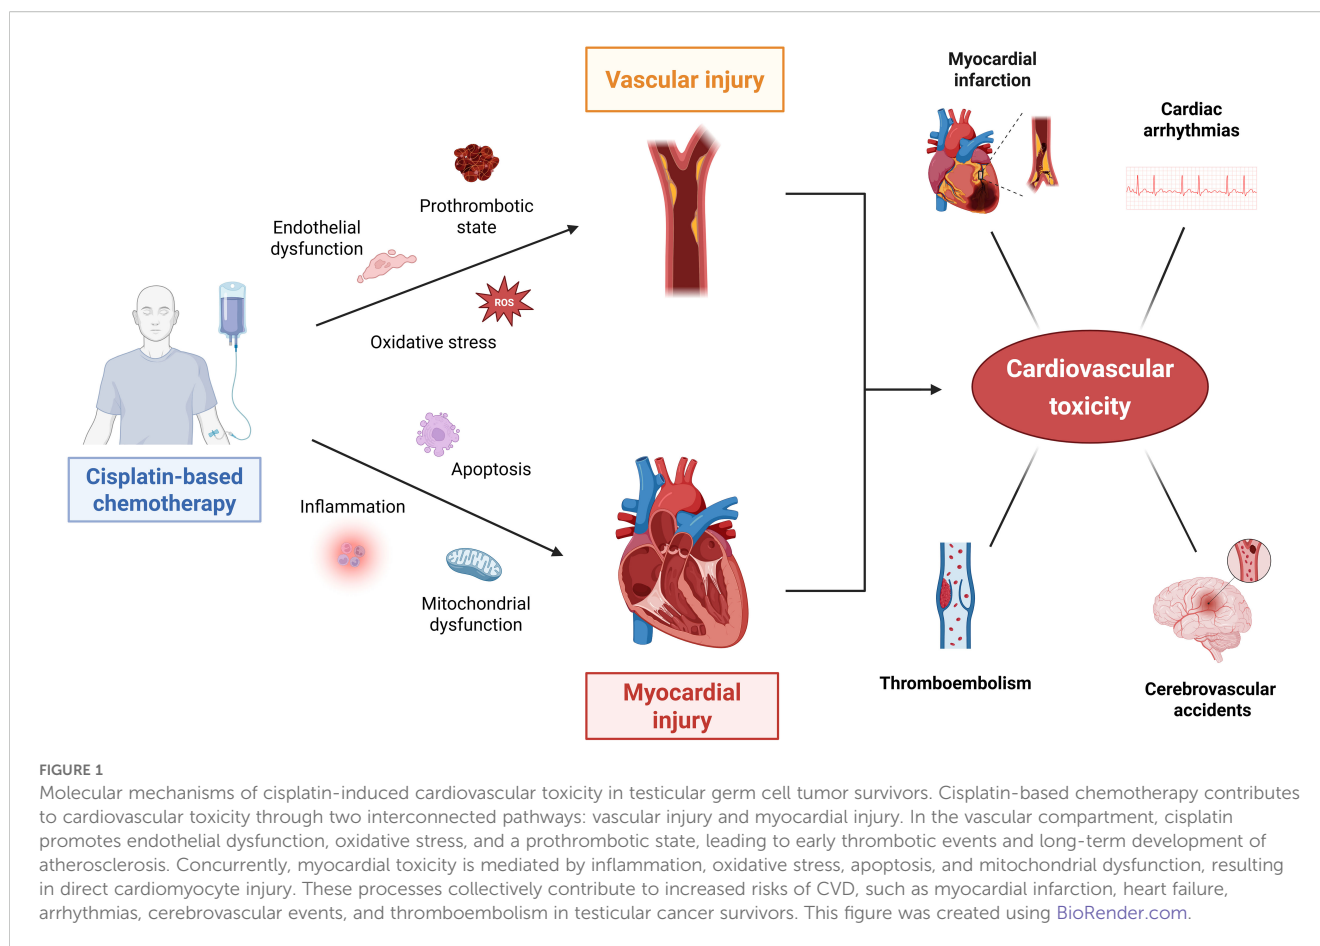 Vascular injury
Myocardial
infarction
Cardiac
arrhythmias
Prothrombotic
state
Endothelial
dysfunction
ROS
Oxidative stress
Cardiovascular
toxicity
Cisplatin-based
chemotherapy
Apoptosis
Inflammation
Mitochondrial
dysfunction
Myocardial
injury
Thromboembolism
Cerebrovascular
accidents
FIGURE 1
Molecular mechanisms of cisplatin-induced cardiovascular toxicity in testicular germ cell tumor survivors. Cisplatin-based chemotherapy contributes
to cardiovascular toxicity through two interconnected pathways: vascular injury and myocardial injury. In the vascular compartment, cisplatin
promotes endothelial dysfunction, oxidative stress, and a prothrombotic state, leading to early thrombotic events and long-term development of
atherosclerosis. Concurrently, myocardial toxicity is mediated by inflammation, oxidative stress, apoptosis, and mitochondrial dysfunction, resulting
in direct cardiomyocyte injury. These processes collectively contribute to increased risks of CVD, such as myocardial infarction, heart failure,
arrhythmias, cerebrovascular events, and thromboembolism in testicular cancer survivors. This figure was created using BioRender.com.